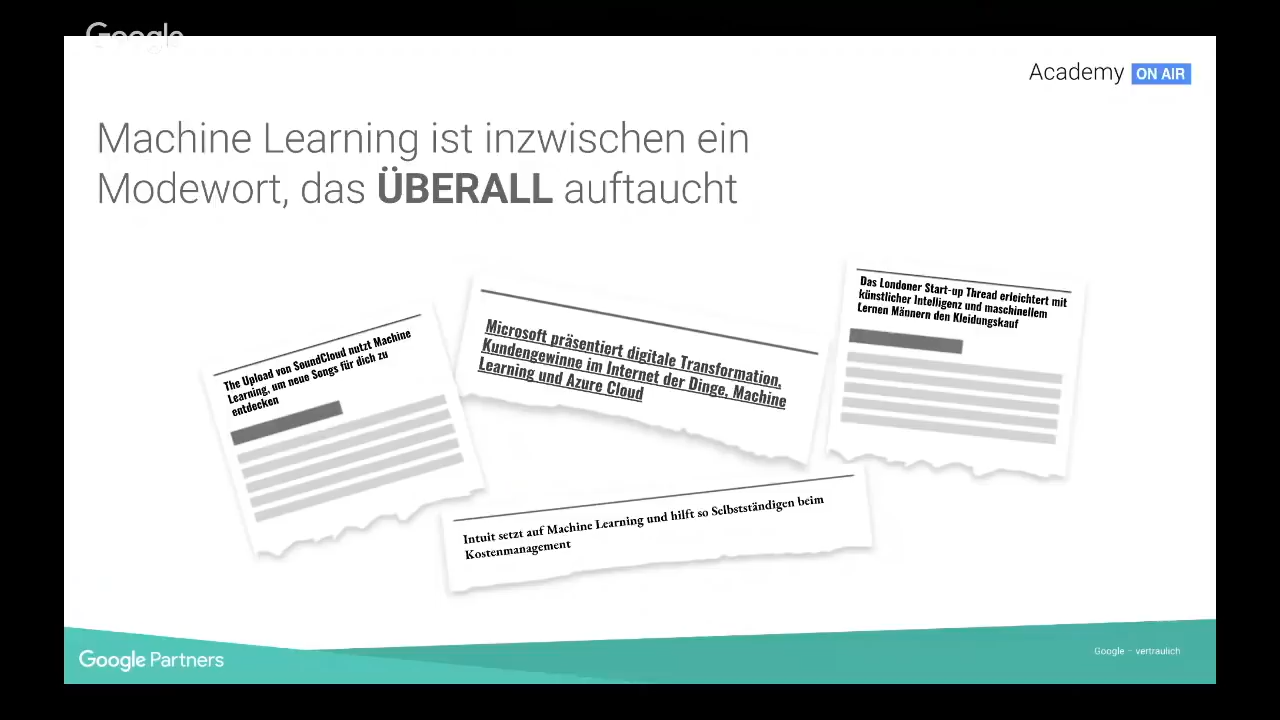 Google
Academy ON AIR
Machine Learning ist inzwischen ein
Modewort, das ÜBERALL auftaucht
The Upload von SoundCloud nutzt Machine
Learning, um neue Songs für dich zu
entdecken
Microsoft präsentiert digitale Transformation,
Kundengewinne im Internet der Dinge, Machine
Learning und Azure Cloud
Das Londoner Start-up Thread erleichtert mit
künstlicher Intelligenz und maschinellem
Lernen Männern den Kleidungskauf
Intuit setzt auf Machine Learning und hilft so Selbstständigen beim
Kostenmanagement
Google Partners
Google – vertraulich